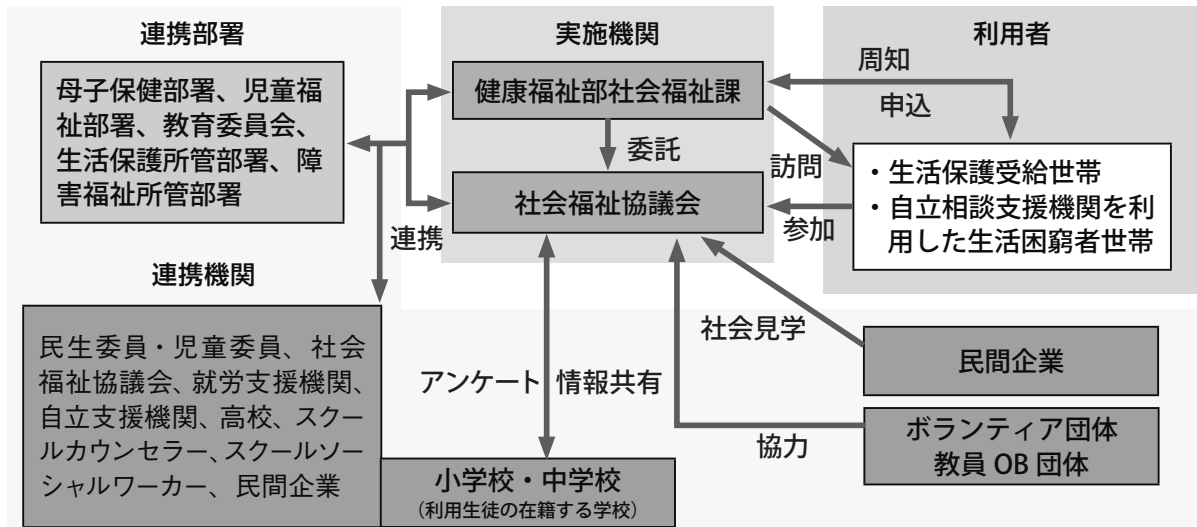 連携部署
母子保健部署、児童福
祉部署、教育委員会、
生活保護所管部署、障
害福祉所管部署
実施機関
健康福祉部社会福祉課
委託
社会福祉協議会
利用者
周知
申込
訪問
参加
・生活保護受給世帯
・自立相談支援機関を利
用した生活困窮者世帯
連携
連携機関
民生委員・児童委員、社会
福祉協議会、就労支援機関、
自立支援機関、高校、スクー
ルカウンセラー、スクールソー
シャルワーカー、民間企業
アンケート
情報共有
小学校・中学校
（利用生徒の在籍する学校）
社会見学
民間企業
協力
ボランティア団体
教員 OB 団体